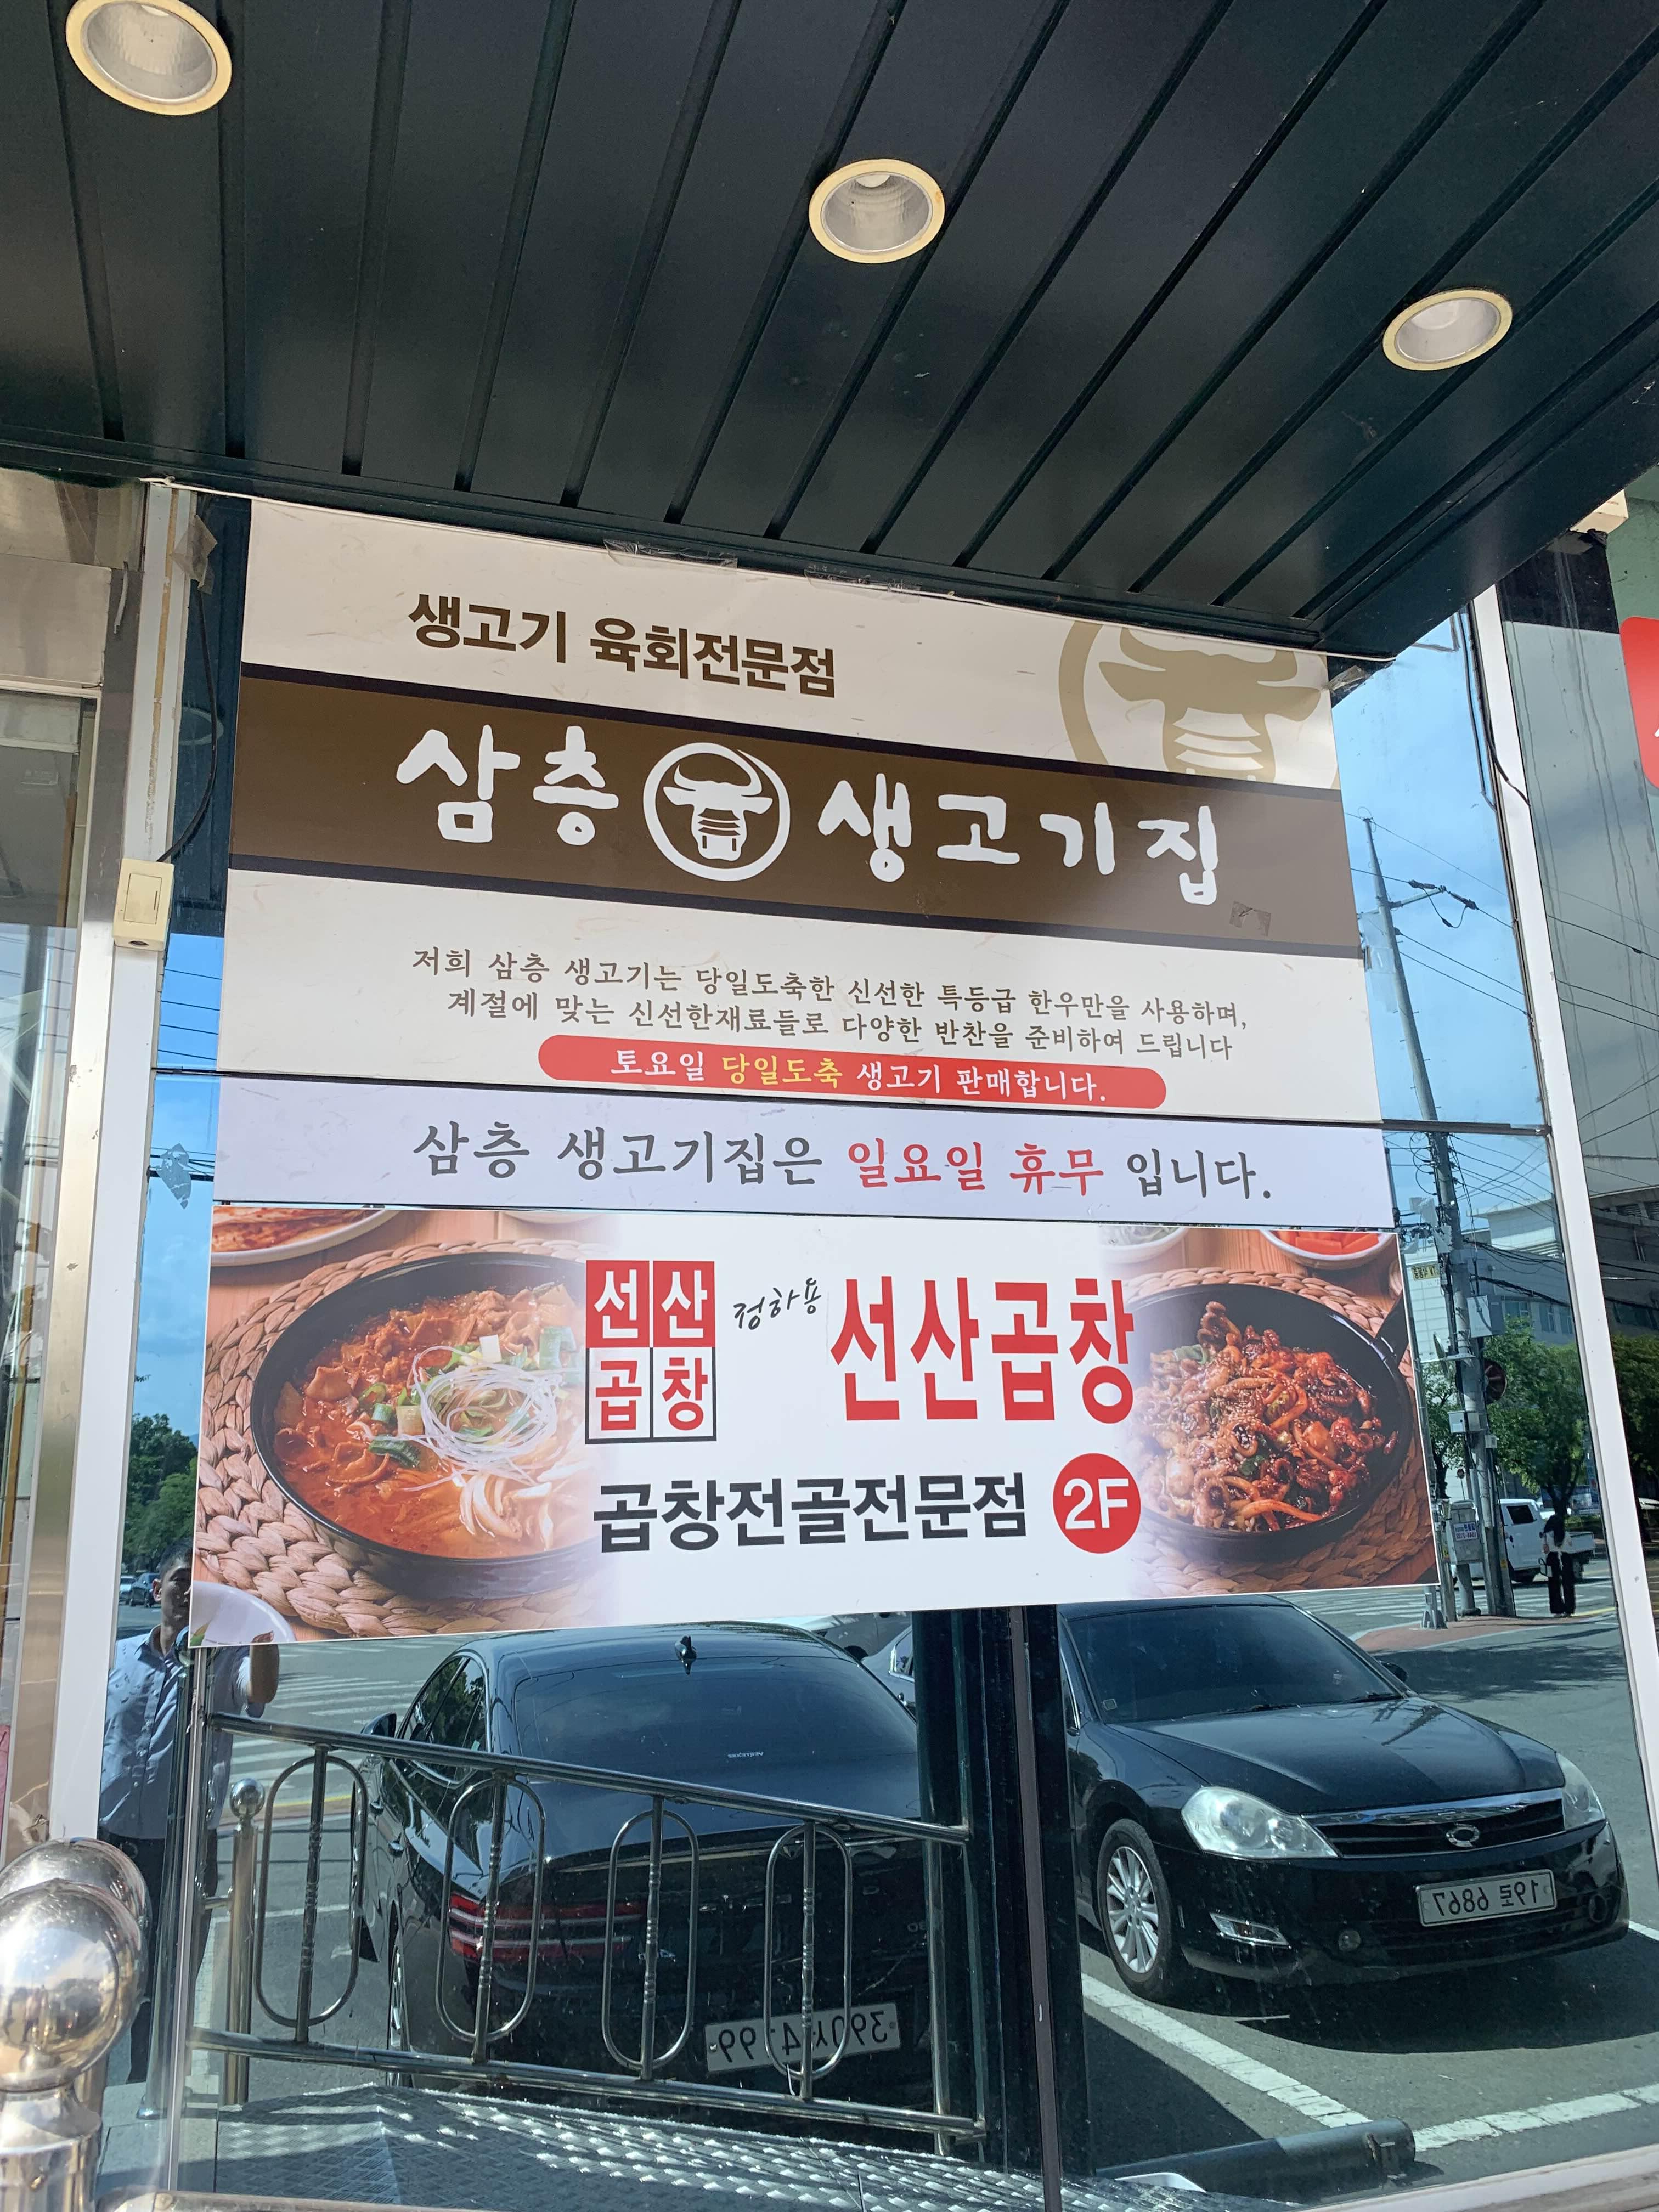 생고기 육회전문점
삼층 생고기집
저희 삼층 생고기는 당일도축한 신선한 특등급 한우만을 사용하며,
계절에 맞는 신선한재료들로 다양한 반찬을 준비하여 드립니다
토요일 당일도축 생고기 판매합니다.
삼층 생고기집은 일요일 휴무 입니다.
선산
곱창
정하용 선산곱창
곱창전골전문점 2F
19로 6867